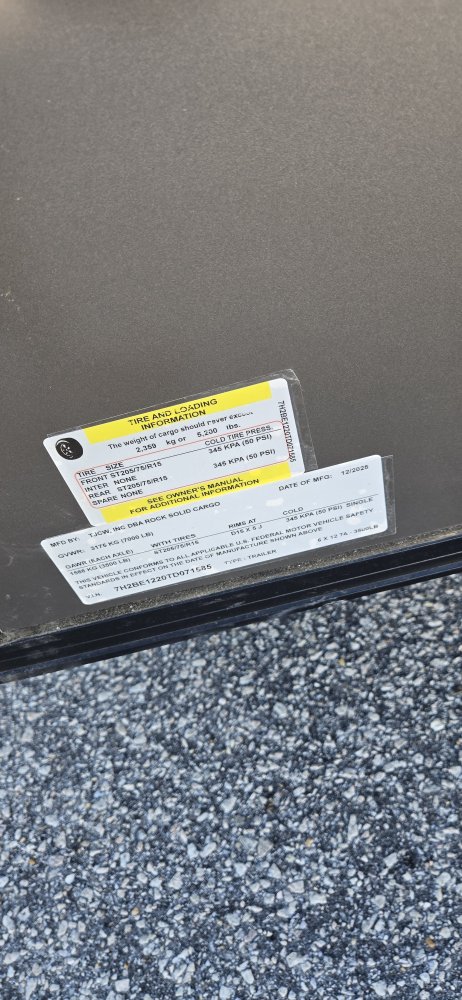 TIRE AND LOADING
INFORMATION
The weight of cargo should never exceed
2,359 kg or 5,200 lbs.
TIRE SIZE COLD TIRE PRESS.
FRONT ST205/75/R15 345 KPA (50 PSI)
INTER NONE
REAR ST205/75/R15 345 KPA (50 PSI)
SPARE NONE
SEE OWNER'S MANUAL
FOR ADDITIONAL INFORMATION
7H2BE1220TD071585
MFD BY: TJCW, INC DBA ROCK SOLID CARGO DATE OF MFG: 12/2025
GVWR: 3175 KG (7000 LB)
GAWR (EACH AXLE) WITH TIRES RIMS AT COLD SINGLE
1588 KG (3500 LB) ST205/75/R15 D15 X 5 J 345 KPA (50 PSI)
THIS VEHICLE CONFORMS TO ALL APPLICABLE U.S. FEDERAL MOTOR VEHICLE SAFETY
STANDARDS IN EFFECT ON THE DATE OF MANUFACTURE SHOWN ABOVE
V.I.N. 7H2BE1220TD071585 TYPE: TRAILER 6 X 12 TA - 3500LB